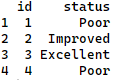 id status
1 1 Poor
2 2 Improved
3 3 Excellent
4 4 Poor